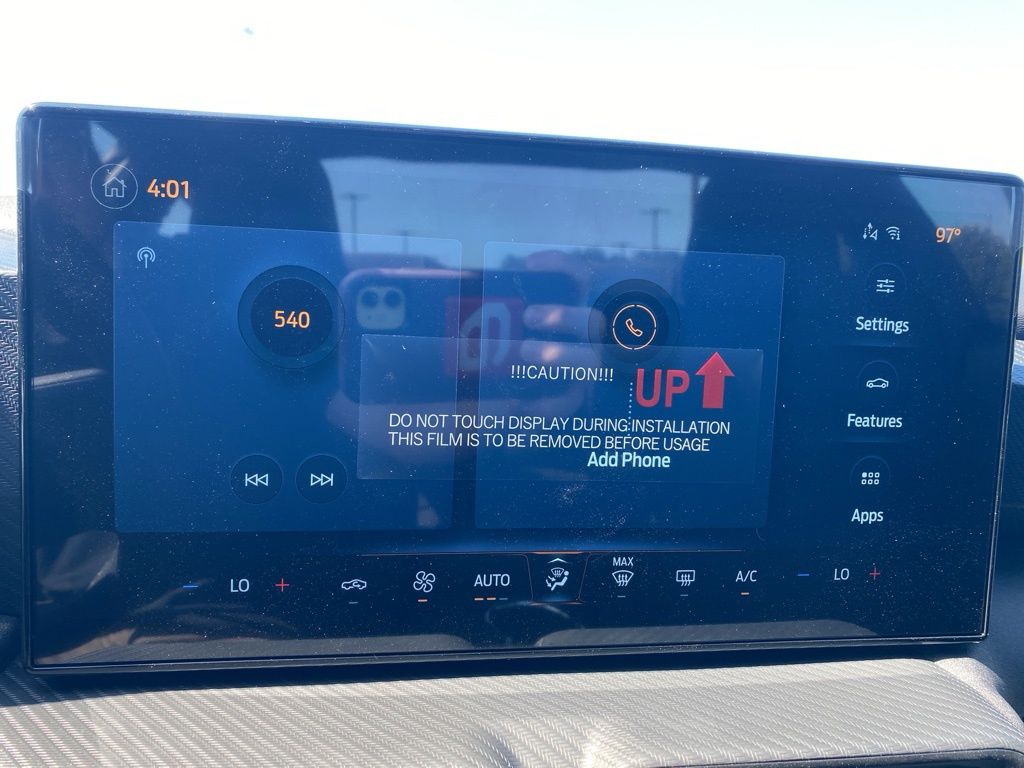 4:01
97°
540
Settings
!!!CAUTION!!!
UP
DO NOT TOUCH DISPLAY DURING INSTALLATION
THIS FILM IS TO BE REMOVED BEFORE USAGE
Add Phone
Features
Apps
LO
AUTO
MAX
A/C
LO